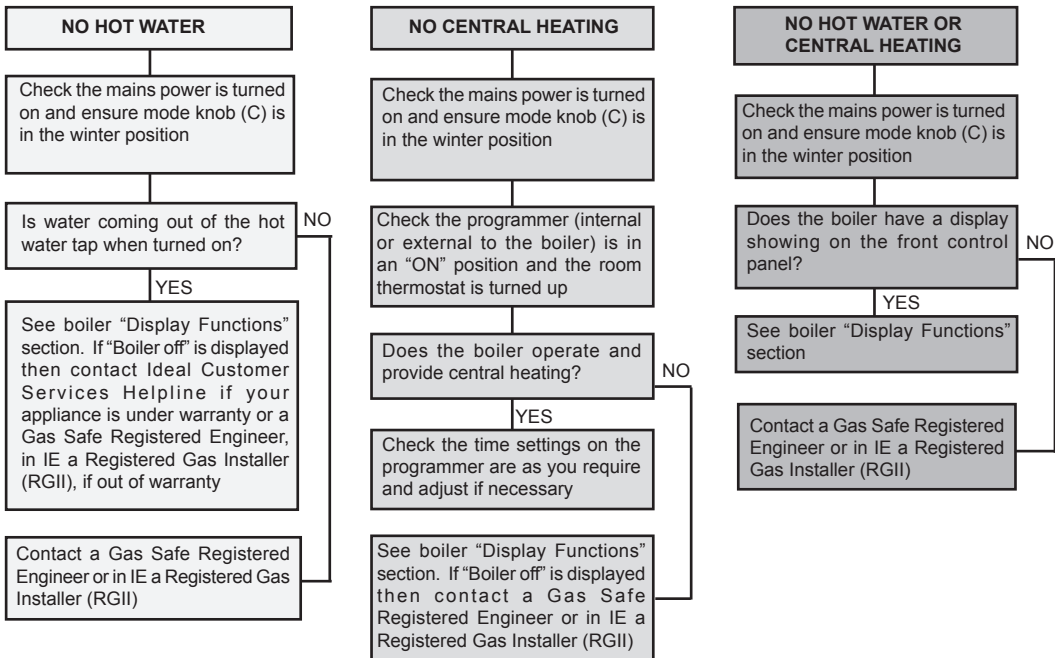 NO HOT WATER
Check the mains power is turned
on and ensure mode knob (C) is
in the winter position
Is water coming out of the hot
water tap when turned on?
NO
YES
See boiler “Display Functions”
section. If “Boiler off” is displayed
then contact Ideal Customer
Services Helpline if your
appliance is under warranty or a
Gas Safe Registered Engineer,
in IE a Registered Gas Installer
(RGII), if out of warranty
Contact a Gas Safe Registered
Engineer or in IE a Registered Gas
Installer (RGII)
NO CENTRAL HEATING
Check the mains power is turned
on and ensure mode knob (C) is
in the winter position
Check the programmer (internal
or external to the boiler) is in
an “ON” position and the room
thermostat is turned up
Does the boiler operate and
provide central heating?
NO
YES
Check the time settings on the
programmer are as you require
and adjust if necessary
See boiler “Display Functions”
section. If “Boiler off” is displayed
then contact a Gas Safe
Registered Engineer or in IE a
Registered Gas Installer (RGII)
NO HOT WATER OR
CENTRAL HEATING
Check the mains power is turned
on and ensure mode knob (C) is
in the winter position
Does the boiler have a display
showing on the front control
panel?
NO
YES
See boiler “Display Functions”
section
Contact a Gas Safe Registered
Engineer or in IE a Registered
Gas Installer (RGII)